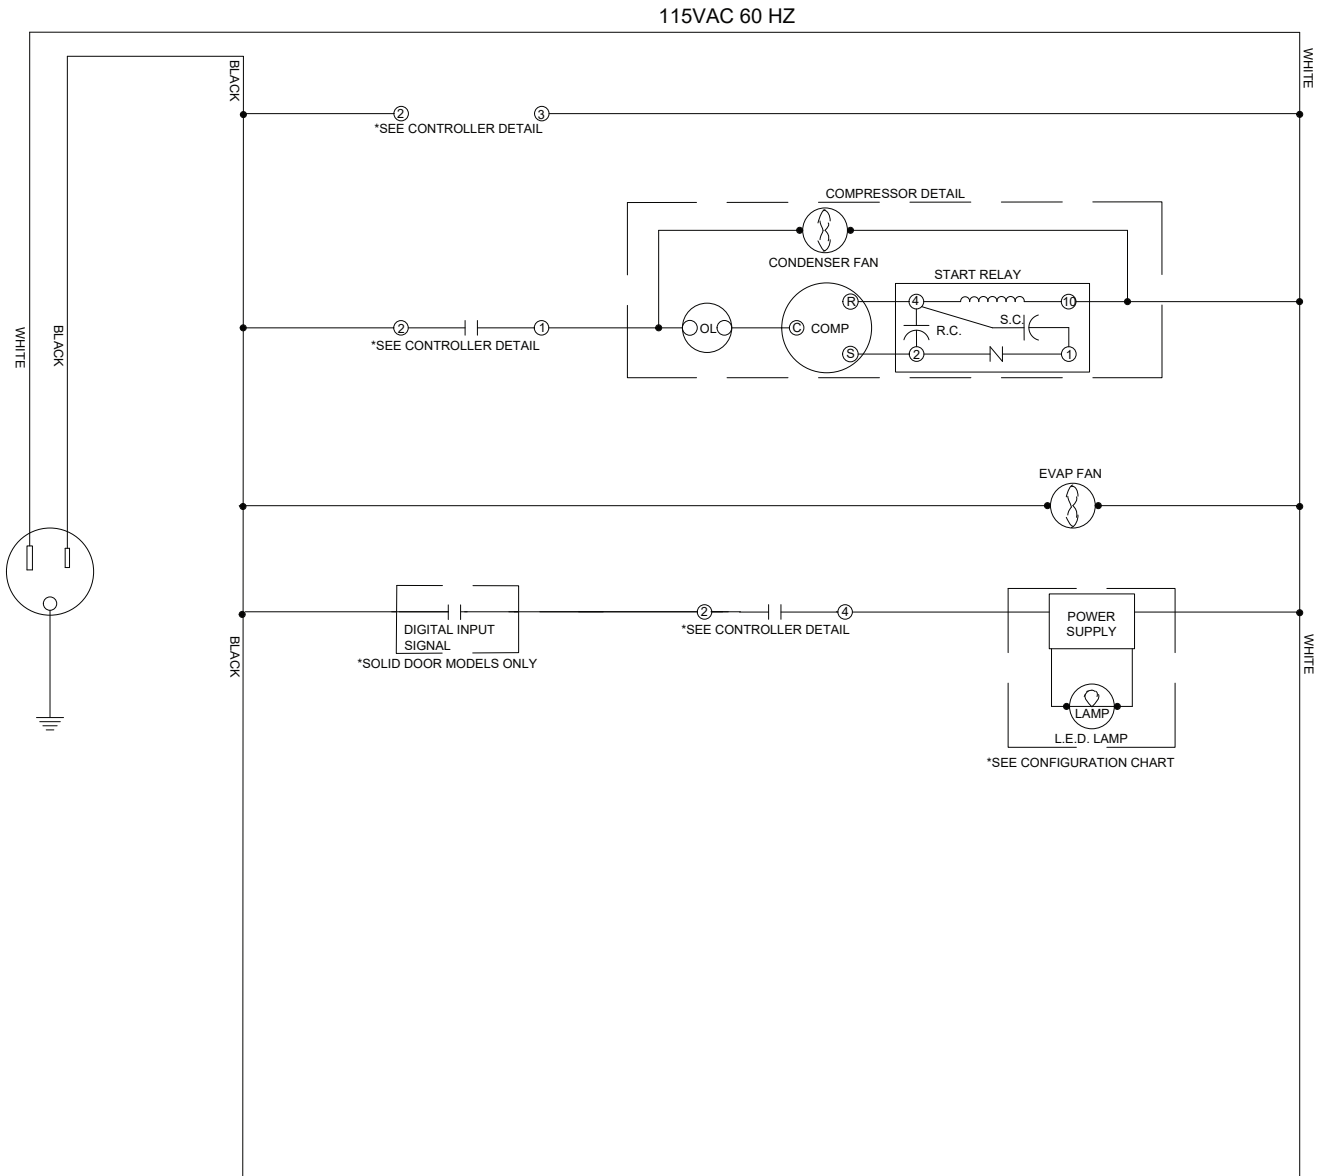 115VAC 60 HZ
BLACK
WHITE
2
3
*SEE CONTROLLER DETAIL
COMPRESSOR DETAIL
CONDENSER FAN
START RELAY
R
4
10
WHITE
BLACK
2
1
OL
C COMP
R.C.
S.C.
*SEE CONTROLLER DETAIL
S
2
N
1
EVAP FAN
DIGITAL INPUT
SIGNAL
*SOLID DOOR MODELS ONLY
2
4
*SEE CONTROLLER DETAIL
POWER
SUPPLY
BLACK
WHITE
LAMP
L.E.D. LAMP
*SEE CONFIGURATION CHART